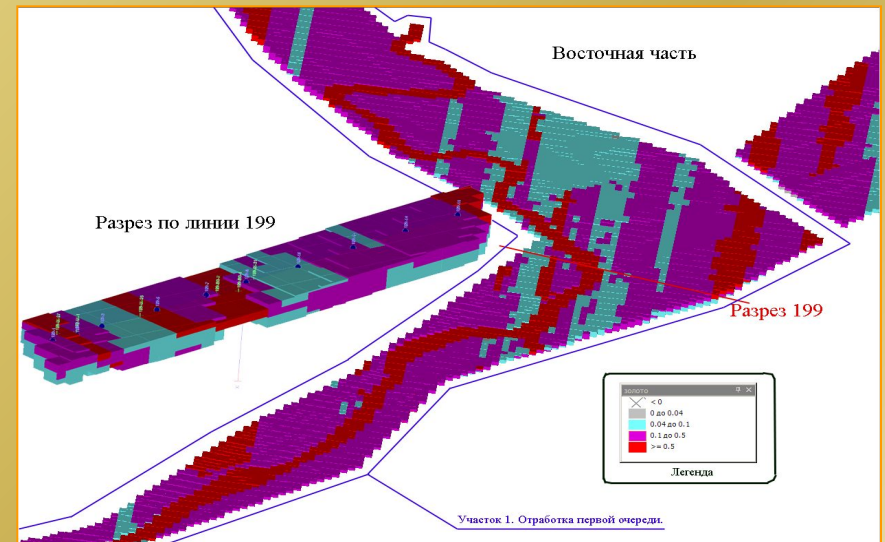 Восточная часть
Разрез по линии 199
Разрез 199
золото
< 0
0 до 0.04
0.04 до 0.1
0.1 до 0.5
>= 0.5
Легенда
Участок 1. Отработка первой очереди.